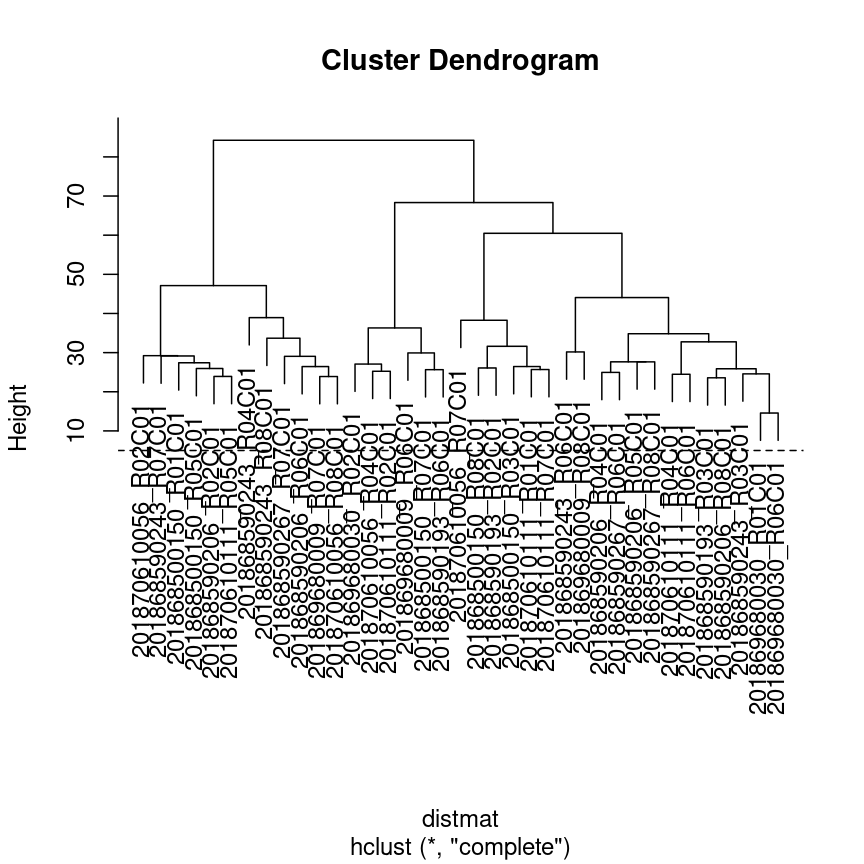 Cluster Dendrogram
Height
70
50
30
10
201870610056_R02C01
201868590243_R07C01
201868500150_R01C01
201868500150_R05C01
201868590206_R02C01
201870610111_R05C01
201868590243_R04C01
201868590243_R08C01
201868590267_R07C01
201868590206_R06C01
201869680009_R07C01
201870610056_R08C01
201869680030_R02C01
201870610056_R04C01
201870610111_R02C01
201869680009_R06C01
201868500150_R07C01
201868590193_R06C01
201870610056_R07C01
201868500150_R08C01
201868590193_R02C01
201868500150_R03C01
201870610111_R01C01
201870610111_R07C01
201868590243_R06C01
201869680009_R08C01
201868590206_R04C01
201868590267_R06C01
201868590206_R05C01
201868590267_R08C01
201870610111_R04C01
201870610111_R06C01
201868590193_R03C01
201868590206_R08C01
201868590243_R03C01
201869680030_R01C01
201869680030_R06C01
distmat
hclust (*, "complete")